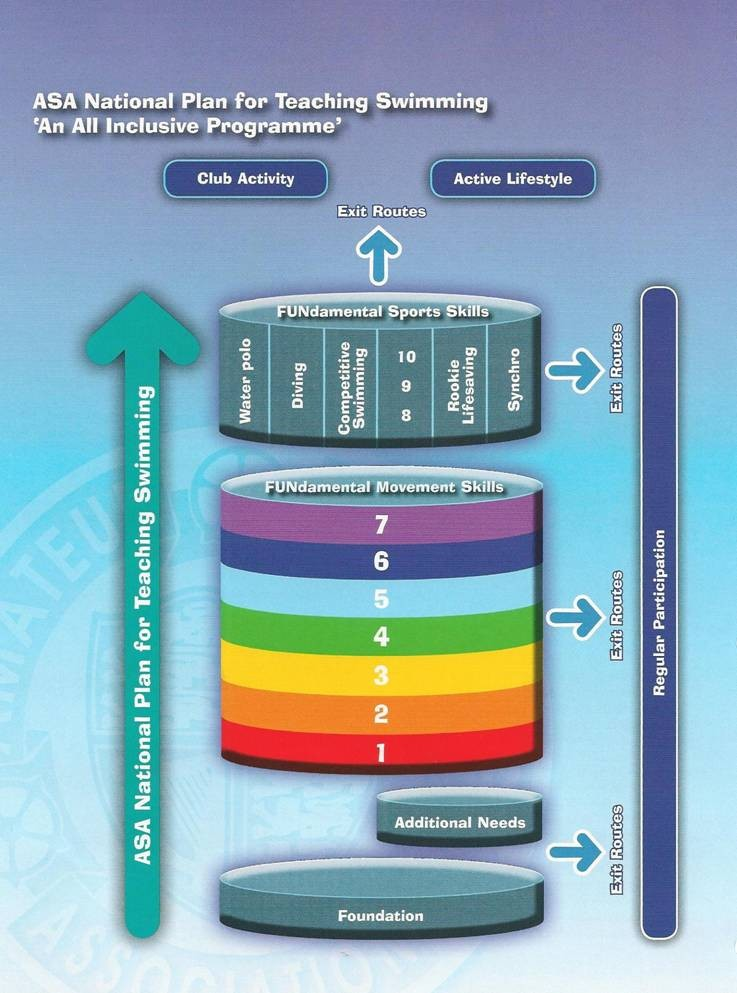 ASA National Plan for Teaching Swimming
‘An All Inclusive Programme’
Club Activity
Active Lifestyle
Exit Routes
FUNdamental Sports Skills
Water polo
Diving
Competitive
Swimming
10
9
8
Rookie
Lifesaving
Synchro
Exit Routes
FUNdamental Movement Skills
7
6
5
4
3
2
1
Exit Routes
Additional Needs
Exit Routes
Foundation
ASA National Plan for Teaching Swimming
Regular Participation
AMATEU
ASSOCIATION